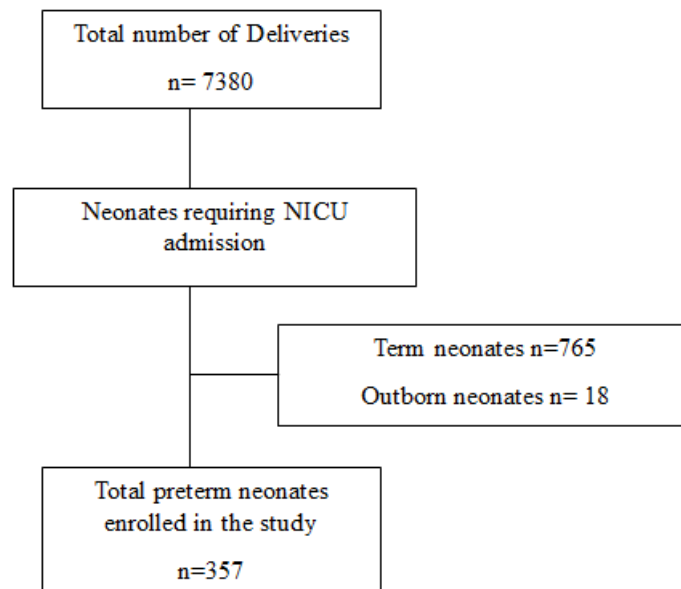 Total number of Deliveries
n= 7380
Neonates requiring NICU
admission
Term neonates n=765
Outborn neonates n= 18
Total preterm neonates
enrolled in the study
n=357